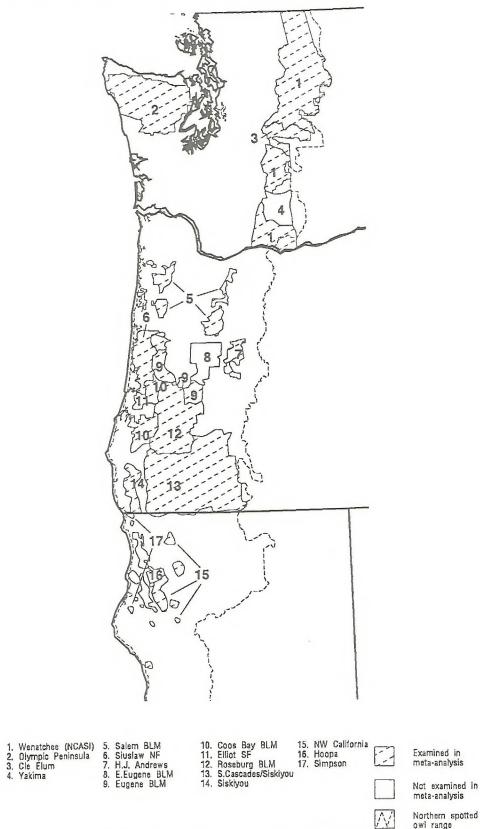 1
2
3
1
4
1
5
6
9
8
7
9
10
9
11
10
12
14
13
17
16
15
1. Wenatchee (NCASI)
2. Olympic Peninsula
3. Cle Elum
4. Yakima
5. Salem BLM
6. Siuslaw NF
7. H.J. Andrews
8. E.Eugene BLM
9. Eugene BLM
10. Coos Bay BLM
11. Elliot SF
12. Roseburg BLM
13. S.Cascades/Siskiyou
14. Siskiyou
15. NW California
16. Hoopa
17. Simpson
Examined in
meta-analysis
Not examined in
meta-analysis
Northern spotted
owl range